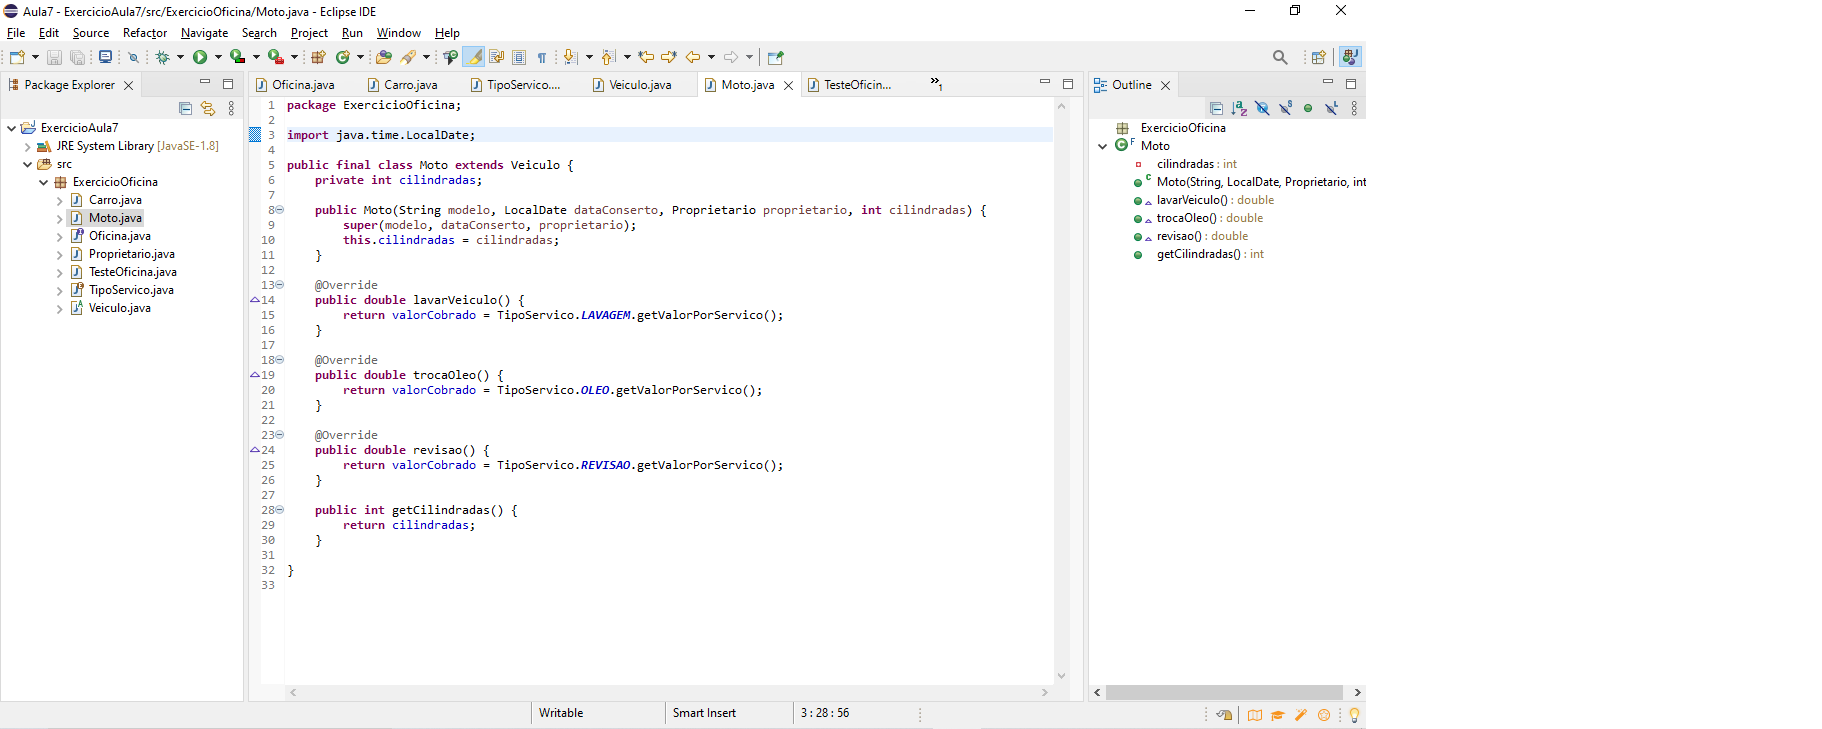 Aula7 - ExercicioAula7/src/ExercicioOficina/Moto.java - Eclipse IDE
File Edit Source Refactor Navigate Search Project Run Window Help
Package Explorer
ExercicioAula7
JRE System Library [JavaSE-1.8]
src
ExercicioOficina
Carro.java
Moto.java
Oficina.java
Proprietario.java
TesteOficina.java
TipoServico.java
Veiculo.java
Oficina.java Carro.java TipoServico.... Veiculo.java Moto.java TesteOficin... »1
1 package ExercicioOficina;
2
3 import java.time.LocalDate;
4
5 public final class Moto extends Veiculo {
6 private int cilindradas;
7
8 public Moto(String modelo, LocalDate dataConserto, Proprietario proprietario, int cilindradas) {
9 super(modelo, dataConserto, proprietario);
10 this.cilindradas = cilindradas;
11 }
12
13 @Override
14 public double lavarVeiculo() {
15 return valorCobrado = TipoServico.LAVAGEM.getValorPorServico();
16 }
17
18 @Override
19 public double trocaOleo() {
20 return valorCobrado = TipoServico.OLEO.getValorPorServico();
21 }
22
23 @Override
24 public double revisao() {
25 return valorCobrado = TipoServico.REVISAO.getValorPorServico();
26 }
27
28 public int getCilindradas() {
29 return cilindradas;
30 }
31
32 }
33
Outline
ExercicioOficina
Moto
cilindradas : int
Moto(String, LocalDate, Proprietario, int
lavarVeiculo() : double
trocaOleo() : double
revisao() : double
getCilindradas() : int
Writable Smart Insert 3 : 28 : 56